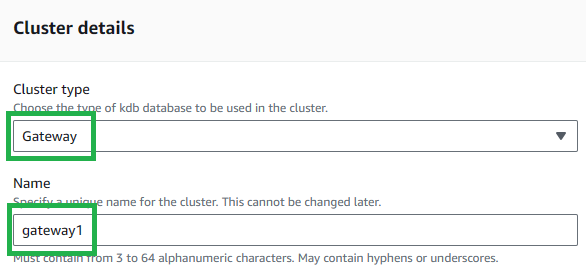 Cluster details
Cluster type
Choose the type of kdb database to be used in the cluster.
Gateway
Name
Specify a unique name for the cluster. This cannot be changed later.
gateway1
Must contain from 3 to 64 alphanumeric characters. May contain hyphens or underscores.